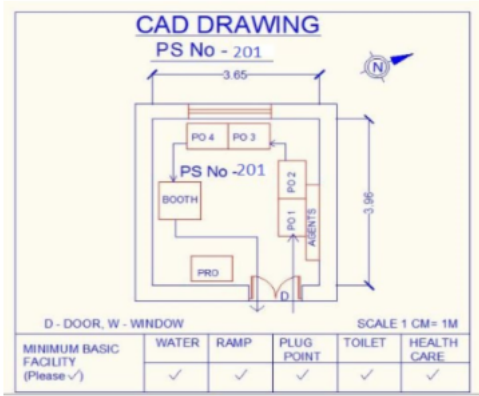 CAD DRAWING
PS No - 201
3.65
N
PO 4
PO 3
PS No -201
PO 2
BOOTH
PO 1
AGENTS
3.96
PRO
D
D - DOOR, W - WINDOW
SCALE 1 CM= 1M
MINIMUM BASIC
FACILITY
(Please ✓)
WATER
RAMP
PLUG
POINT
TOILET
HEALTH
CARE
✓ ✓ ✓ ✓ ✓